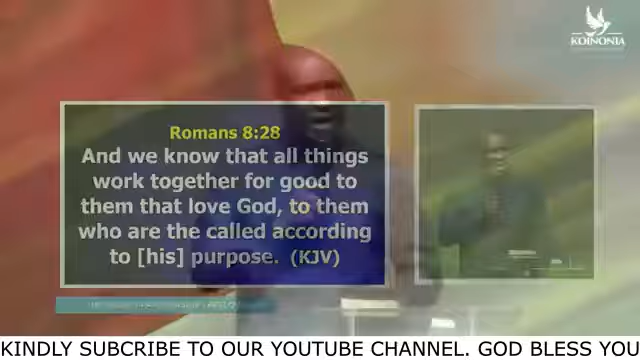 KOINONIA
Romans 8:28
And we know that all things
work together for good to
them that love God, to them
who are the called according
to [his] purpose. (KJV)
KINDLY SUBCRIBE TO OUR YOUTUBE CHANNEL. GOD BLESS YOU